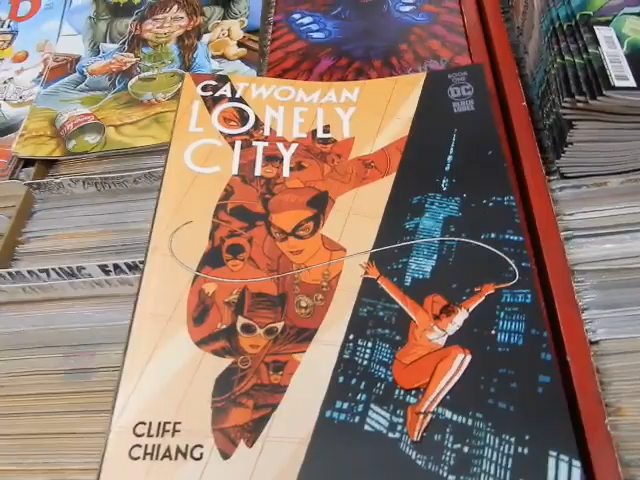 CATWOMAN
LONELY
CITY
BOOK
ONE
DC
BLACK
LABEL
AMAZING FAN
CLIFF
CHIANG